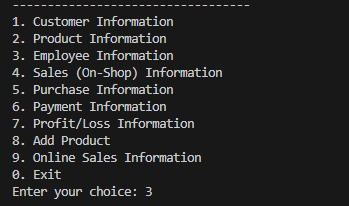 ----------------------------------
1. Customer Information
2. Product Information
3. Employee Information
4. Sales (On-Shop) Information
5. Purchase Information
6. Payment Information
7. Profit/Loss Information
8. Add Product
9. Online Sales Information
0. Exit
Enter your choice: 3